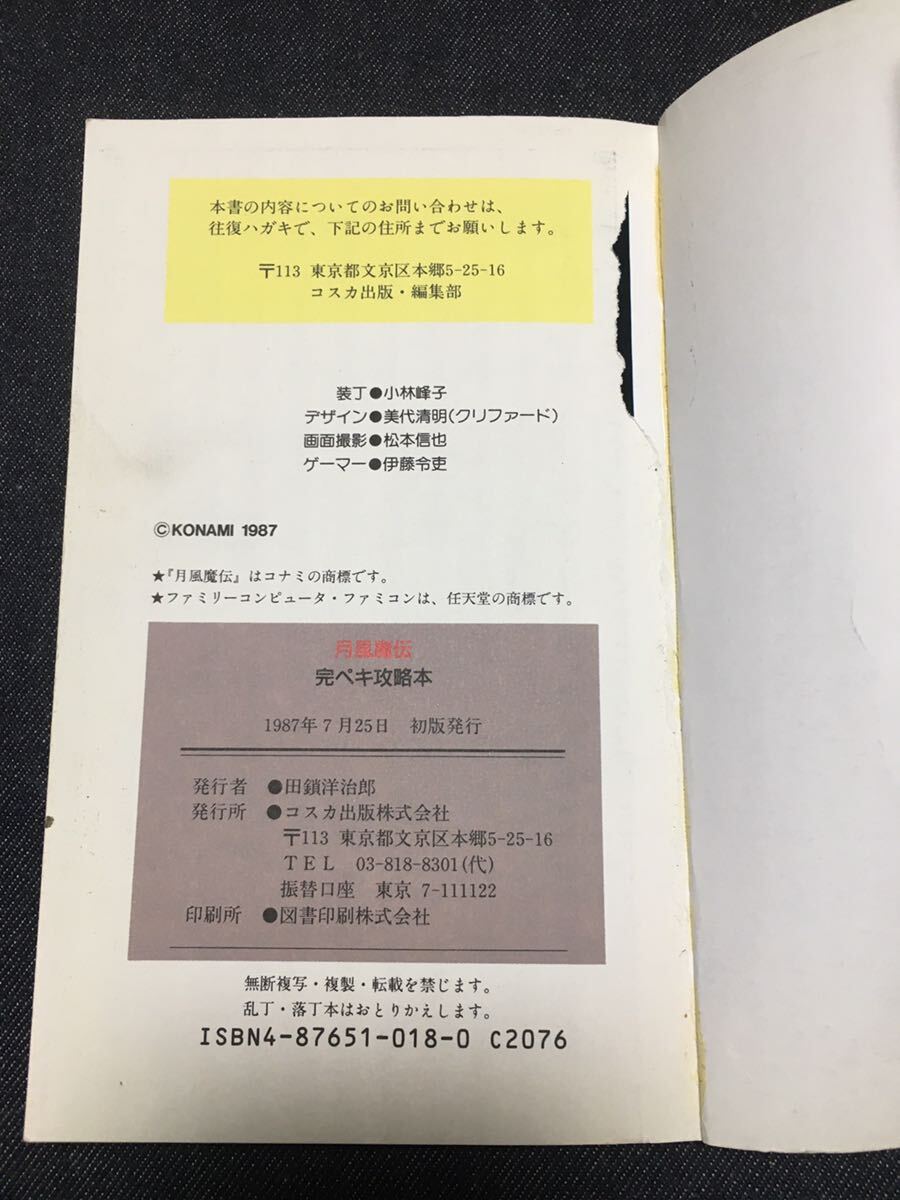 本書の内容についてのお問い合わせは、
往復ハガキで、下記の住所までお願いします。
〒113 東京都文京区本郷5-25-16
コスカ出版・編集部
装丁●小林峰子
デザイン●美代清明(クリファード)
画面撮影●松本信也
ゲーマー●伊藤令吏
©KONAMI 1987
★『月風魔伝』はコナミの商標です。
★ファミリーコンピュータ・ファミコンは、任天堂の商標です。
月風魔伝
完ペキ攻略本
1987年7月25日 初版発行
発行者 ●田鎖洋治郎
発行所 ●コスカ出版株式会社
〒113 東京都文京区本郷5-25-16
TEL 03-818-8301(代)
振替口座 東京 7-111122
印刷所 ●図書印刷株式会社
無断複写・複製・転載を禁じます。
乱丁・落丁本はおとりかえします。
ISBN4-87651-018-0 C2076